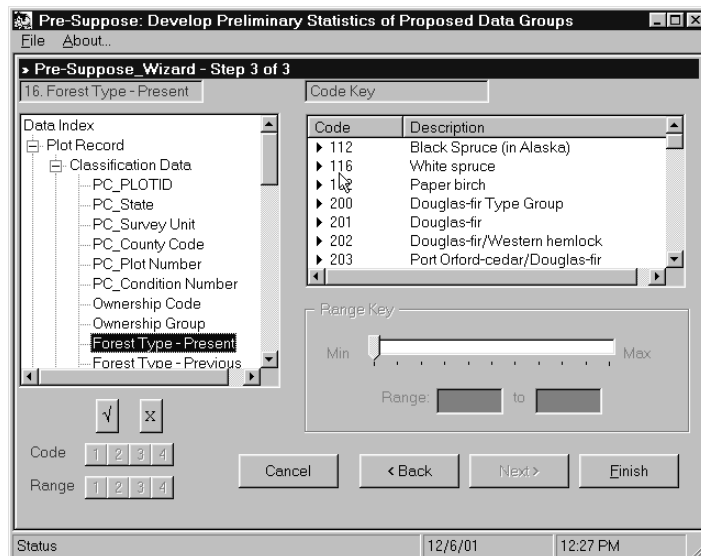 Pre-Suppose: Develop Preliminary Statistics of Proposed Data Groups
File About...
» Pre-Suppose_Wizard - Step 3 of 3
16. Forest Type - Present
Code Key
Data Index
Plot Record
Classification Data
PC_PLOTID
PC_State
PC_Survey Unit
PC_County Code
PC_Plot Number
PC_Condition Number
Ownership Code
Ownership Group
Forest Type - Present
Forest Type - Previous
Code Description
112 Black Spruce (in Alaska)
116 White spruce
Paper birch
200 Douglas-fir Type Group
201 Douglas-fir
202 Douglas-fir/Western hemlock
203 Port Orford-cedar/Douglas-fir
Range Key
Min Max
Range: to
√ X
Code 1 2 3 4
Range 1 2 3 4
Cancel < Back Next > Finish
Status 12/6/01 12:27 PM